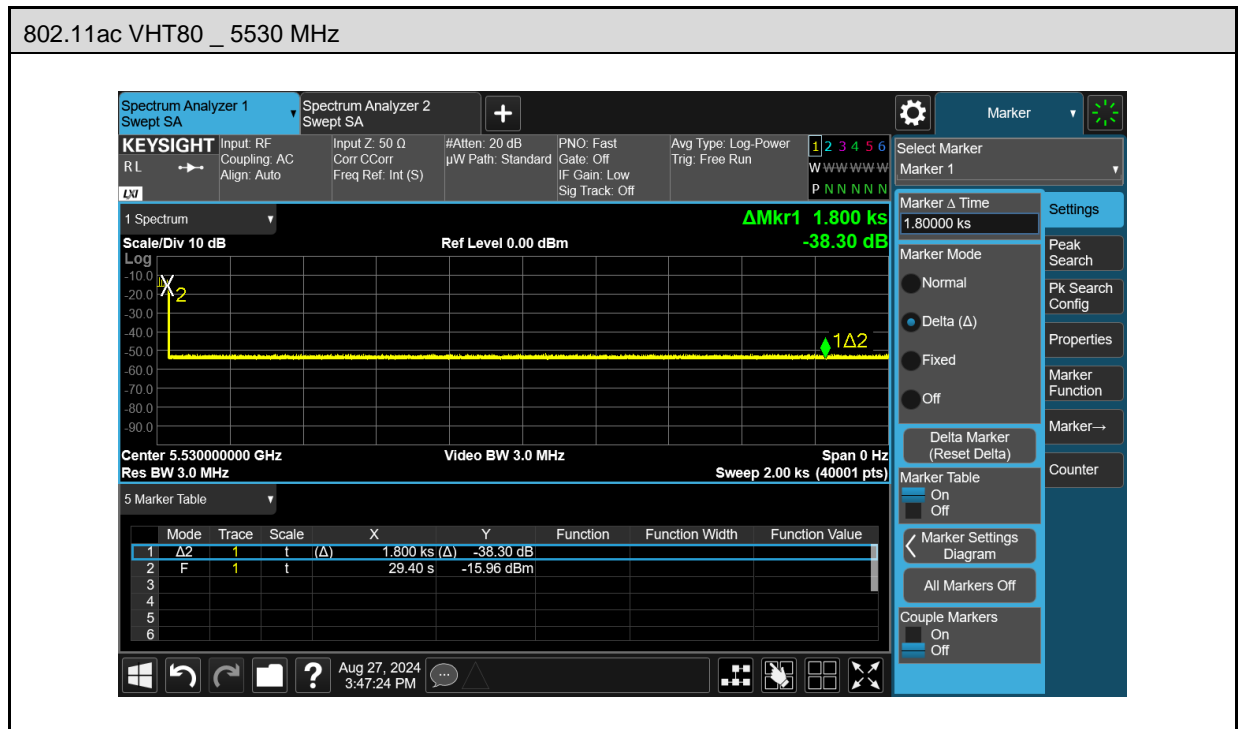 802.11ac VHT80 _ 5530 MHz
Spectrum Analyzer 1
Swept SA
Spectrum Analyzer 2
Swept SA
+
Marker
KEYSIGHT
RL
LXI
Input: RF
Coupling: AC
Align: Auto
Input Z: 50 Ω
Corr CCorr
Freq Ref: Int (S)
#Atten: 20 dB
µW Path: Standard
PNO: Fast
Gate: Off
IF Gain: Low
Sig Track: Off
Avg Type: Log-Power
Trig: Free Run
1 2 3 4 5 6
W W W W W W
P N N N N N
1 Spectrum
ΔMkr1 1.800 ks
-38.30 dB
Scale/Div 10 dB
Ref Level 0.00 dBm
Log
-10.0
-20.0
-30.0
-40.0
-50.0
-60.0
-70.0
-80.0
-90.0
X2
1Δ2
Center 5.530000000 GHz
Video BW 3.0 MHz
Span 0 Hz
Res BW 3.0 MHz
Sweep 2.00 ks (40001 pts)
5 Marker Table
Mode Trace Scale X Y Function Function Width Function Value
1 Δ2 1 t (Δ) 1.800 ks (Δ) -38.30 dB
2 F 1 t 29.40 s -15.96 dBm
3
4
5
6
?
Aug 27, 2024
3:47:24 PM
Select Marker
Marker 1
Marker Δ Time
1.80000 ks
Marker Mode
Normal
Delta (Δ)
Fixed
Off
Delta Marker
(Reset Delta)
Marker Table
On
Off
Marker Settings
Diagram
All Markers Off
Couple Markers
On
Off
Settings
Peak
Search
Pk Search
Config
Properties
Marker
Function
Marker→
Counter